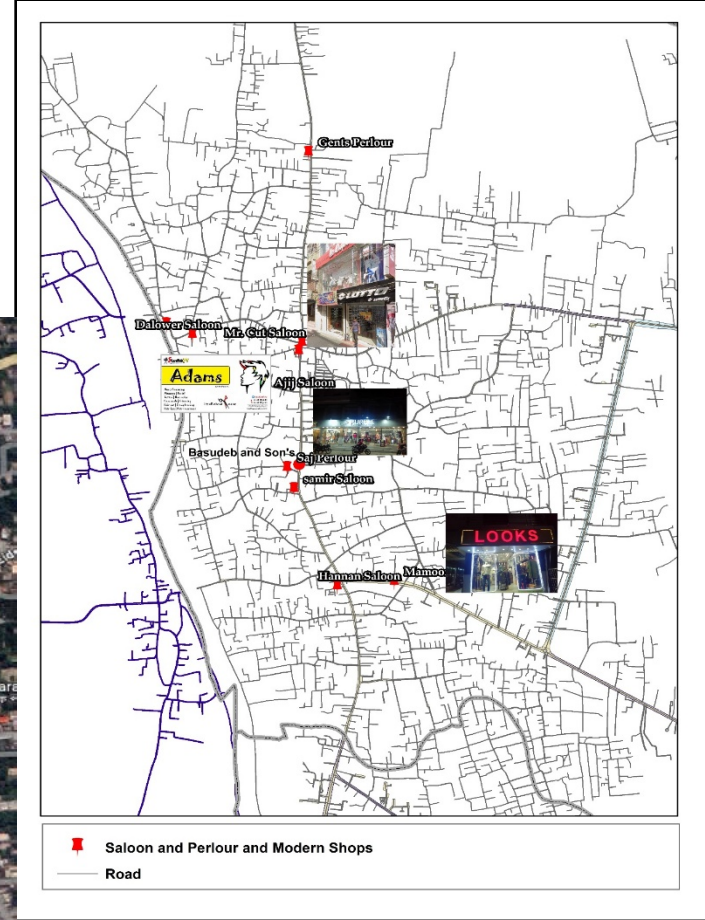 Gents Perlour
LOTTO
Dalower Saloon
Mr. Cut Saloon
Adams
Ajij Saloon
Basudeb and Son's
Saj Perlour
samir Saloon
LOOKS
Hannan Saloon
Mamoo
Saloon and Perlour and Modern Shops
Road